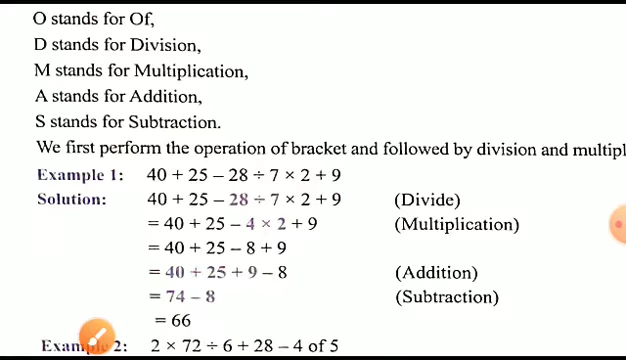 O stands for Of,
D stands for Division,
M stands for Multiplication,
A stands for Addition,
S stands for Subtraction.
We first perform the operation of bracket and followed by division and multipl
Example 1: 40 + 25 – 28 ÷ 7 × 2 + 9
Solution: 40 + 25 – 28 ÷ 7 × 2 + 9 (Divide)
= 40 + 25 – 4 × 2 + 9 (Multiplication)
= 40 + 25 – 8 + 9
= 40 + 25 + 9 – 8 (Addition)
= 74 – 8 (Subtraction)
= 66
2: 2 × 72 ÷ 6 + 28 – 4 of 5